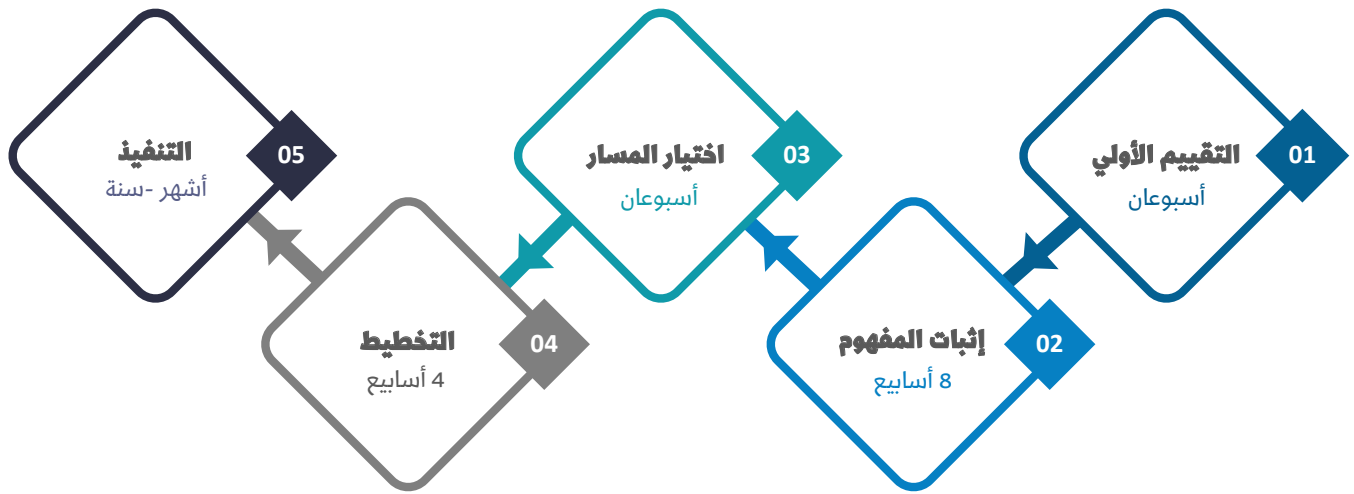 01
التقييم الأولي
أسبوعان
02
إثبات المفهوم
8 أسابيع
03
اختيار المسار
أسبوعان
04
التخطيط
4 أسابيع
05
التنفيذ
أشهر -سنة